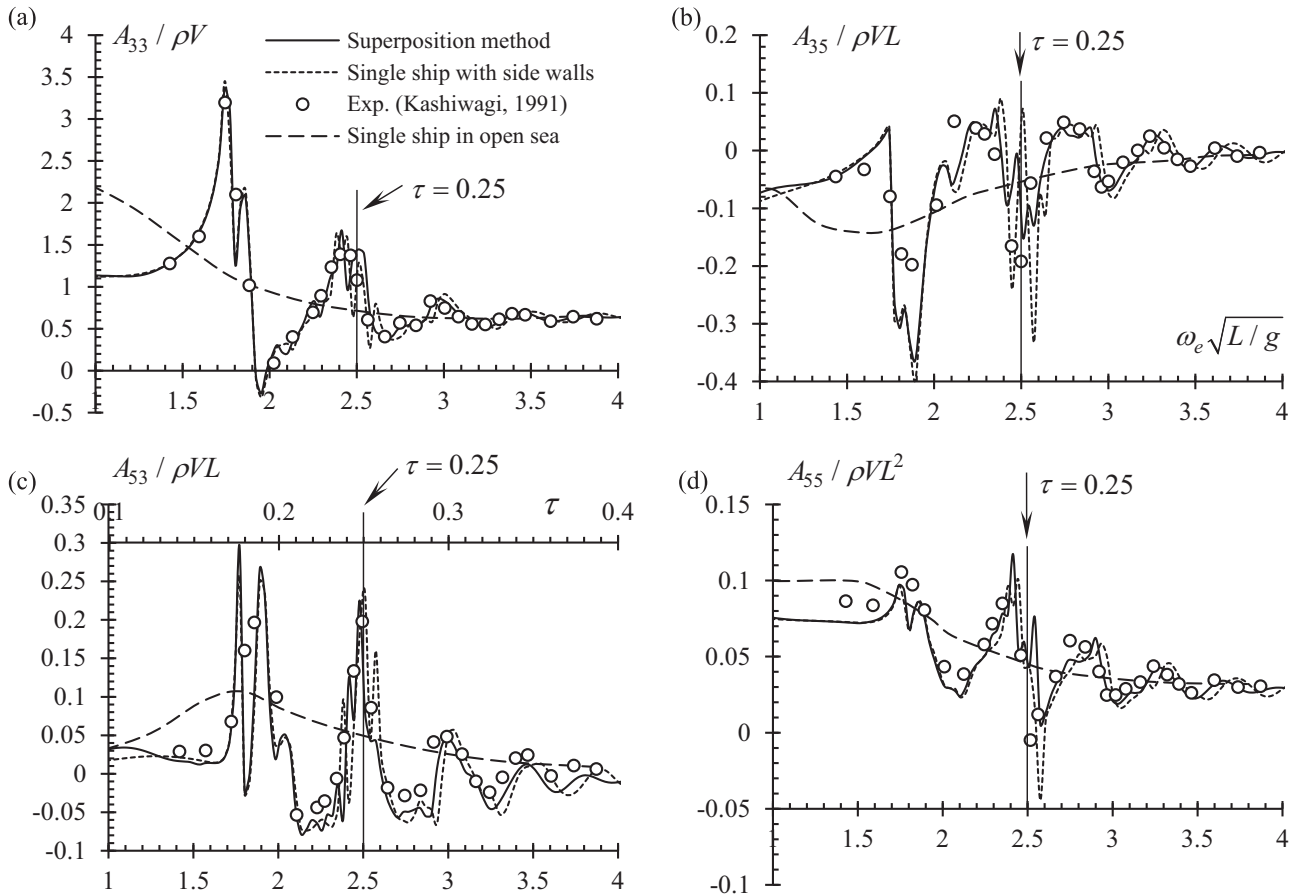 (a)
A33 / ρV
Superposition method
Single ship with side walls
Exp. (Kashiwagi, 1991)
Single ship in open sea
τ = 0.25
4
3.5
3
2.5
2
1.5
1
0.5
0
-0.5
1.5 2 2.5 3 3.5 4
(b)
A35 / ρVL
τ = 0.25
0.2
0.1
0
-0.1
-0.2
-0.3
-0.4
ωe√L / g
1 1.5 2 2.5 3 3.5 4
(c)
A53 / ρVL
τ = 0.25
0.35
0.1 0.2 0.3 τ 0.4
0.3
0.25
0.2
0.15
0.1
0.05
0
-0.05
-0.1
1 1.5 2 2.5 3 3.5 4
(d)
A55 / ρVL²
τ = 0.25
0.15
0.1
0.05
0
-0.05
-0.1
1 1.5 2 2.5 3 3.5 4